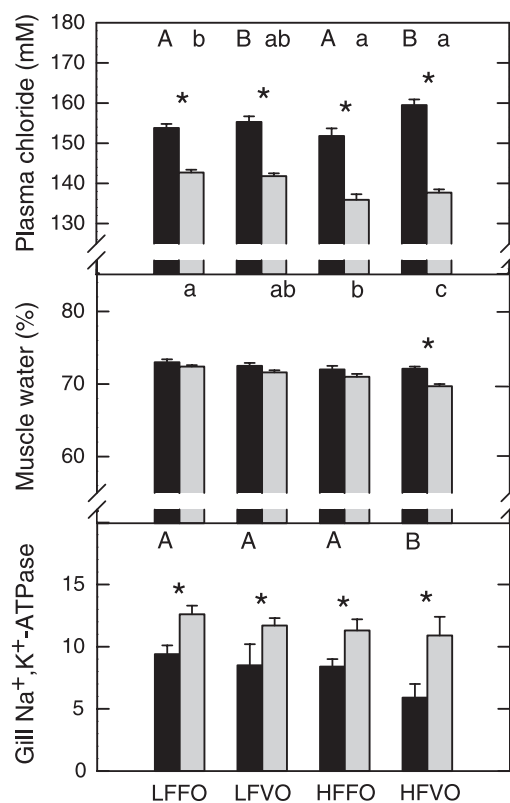 180
A b B ab A a B a
170
* * * *
160
150
140
130
Plasma chloride (mM)
a ab b c
80
*
70
60
Muscle water (%)
A A A B
15
* * * *
10
5
0
Gill Na⁺,K⁺-ATPase
LFFO LFVO HFFO HFVO